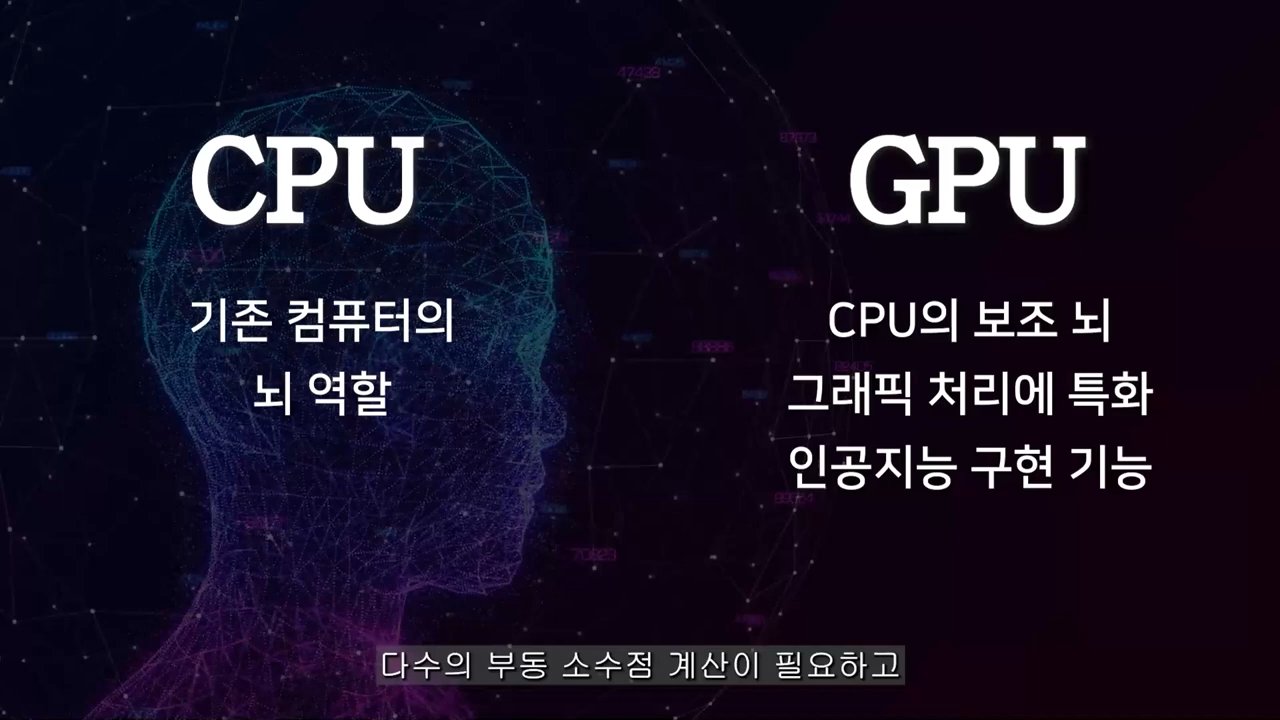 CPU
기존 컴퓨터의
뇌 역할
GPU
CPU의 보조 뇌
그래픽 처리에 특화
인공지능 구현 기능
다수의 부동 소수점 계산이 필요하고
47439
70823